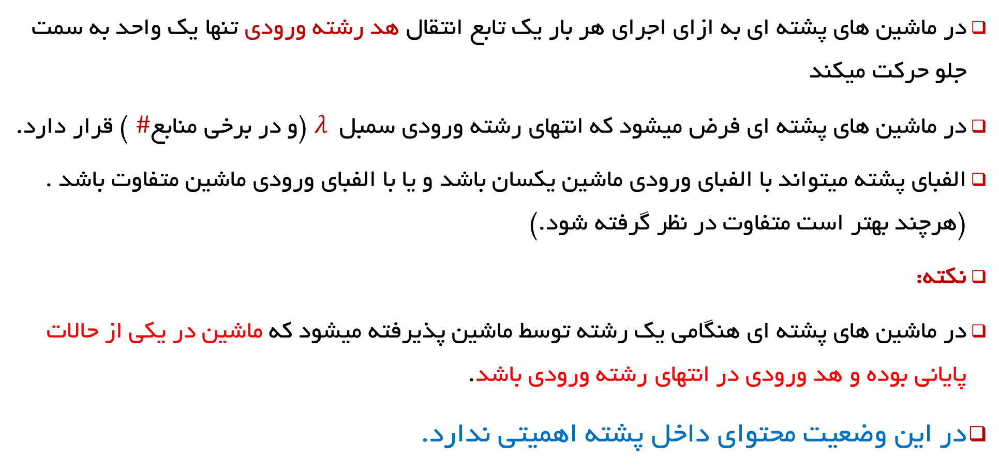 ❑ در ماشین های پشته ای به ازای اجرای هر بار یک تابع انتقال هد رشته ورودی تنها یک واحد به سمت
جلو حرکت میکند
❑ در ماشین های پشته ای فرض میشود که انتهای رشته ورودی سمبل λ (و در برخی منابع# ) قرار دارد.
❑ الفبای پشته میتواند با الفبای ورودی ماشین یکسان باشد و یا با الفبای ورودی ماشین متفاوت باشد .
(هرچند بهتر است متفاوت در نظر گرفته شود.)
❑ نکته:
❑ در ماشین های پشته ای هنگامی یک رشته توسط ماشین پذیرفته میشود که ماشین در یکی از حالات
پایانی بوده و هد ورودی در انتهای رشته ورودی باشد.
❑در این وضعیت محتوای داخل پشته اهمیتی ندارد.